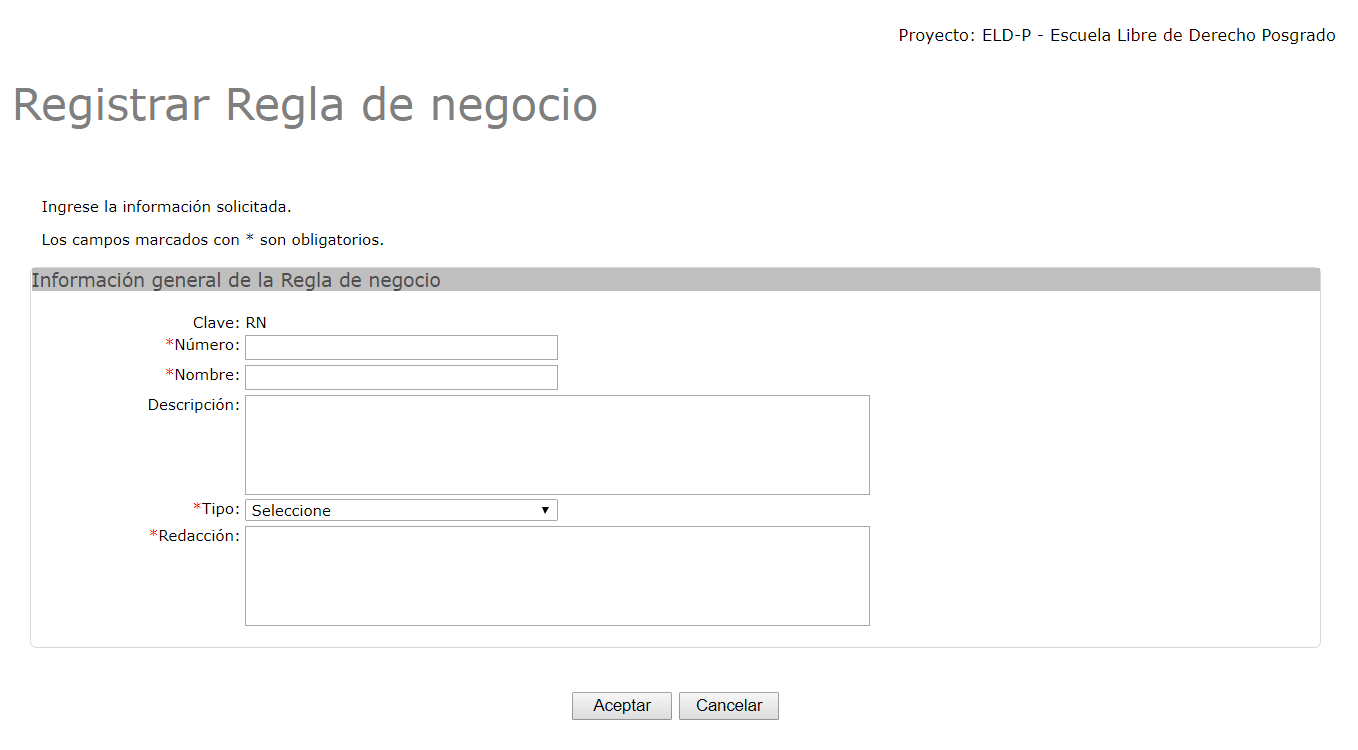 Proyecto: ELD-P - Escuela Libre de Derecho Posgrado
Registrar Regla de negocio
Ingrese la información solicitada.
Los campos marcados con * son obligatorios.
Información general de la Regla de negocio
Clave: RN
*Número:
*Nombre:
Descripción:
*Tipo: Seleccione
*Redacción:
Aceptar Cancelar